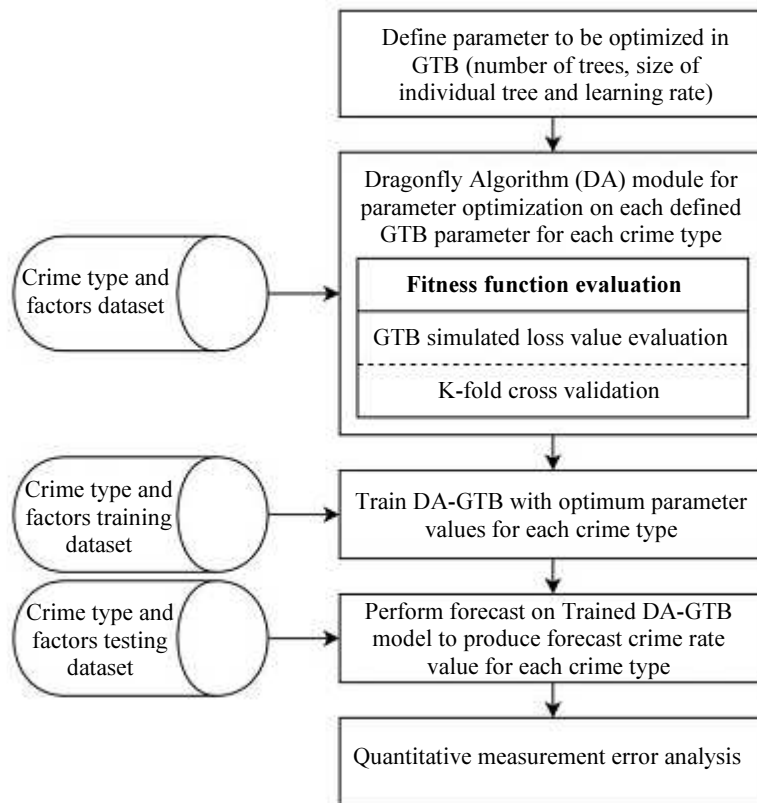 Define parameter to be optimized in
GTB (number of trees, size of
individual tree and learning rate)
Dragonfly Algorithm (DA) module for
parameter optimization on each defined
GTB parameter for each crime type
Crime type and
factors dataset
Fitness function evaluation
GTB simulated loss value evaluation
K-fold cross validation
Crime type and
factors training
dataset
Train DA-GTB with optimum parameter
values for each crime type
Crime type and
factors testing
dataset
Perform forecast on Trained DA-GTB
model to produce forecast crime rate
value for each crime type
Quantitative measurement error analysis